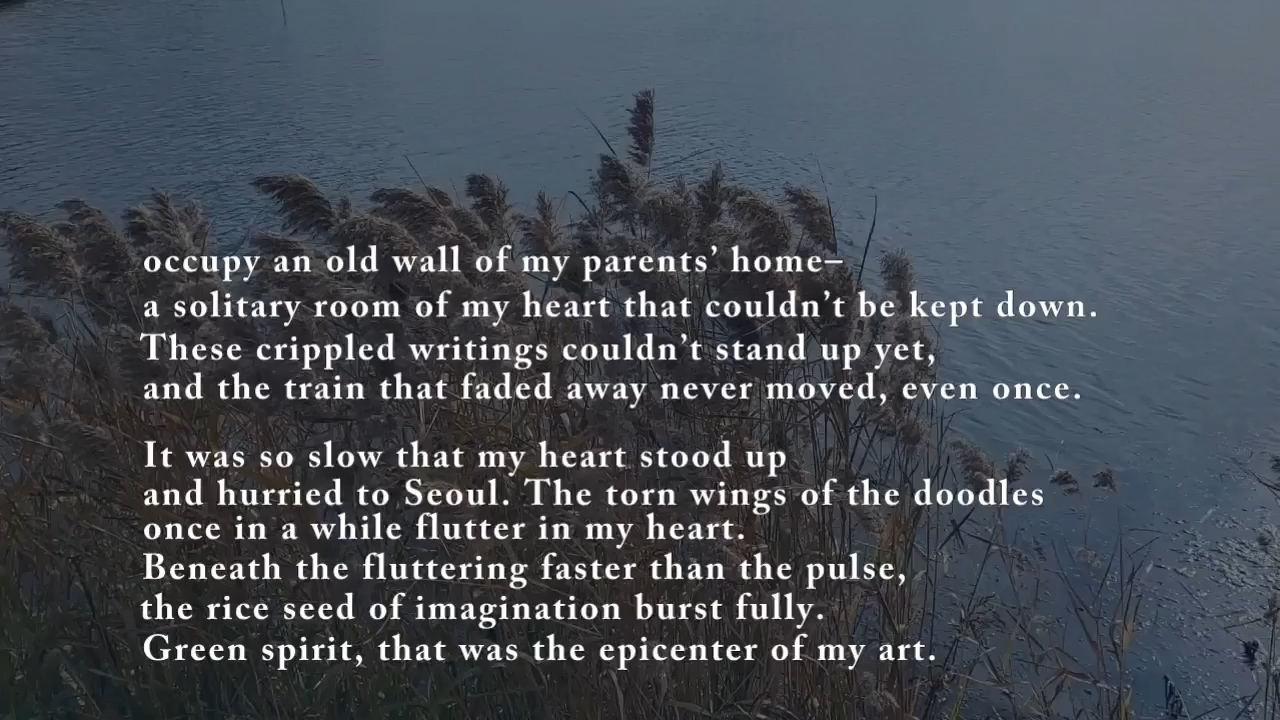 occupy an old wall of my parents’ home–
a solitary room of my heart that couldn’t be kept down.
These crippled writings couldn’t stand up yet,
and the train that faded away never moved, even once.
It was so slow that my heart stood up
and hurried to Seoul. The torn wings of the doodles
once in a while flutter in my heart.
Beneath the fluttering faster than the pulse,
the rice seed of imagination burst fully.
Green spirit, that was the epicenter of my art.